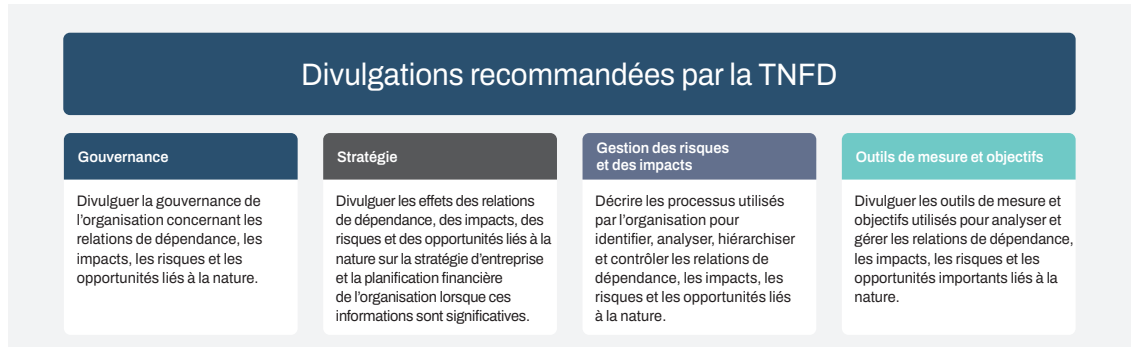 Divulgations recommandées par la TNFD
Gouvernance
Divulguer la gouvernance de
l'organisation concernant les
relations de dépendance, les
impacts, les risques et les
opportunités liés à la nature.
Stratégie
Divulguer les effets des relations
de dépendance, des impacts, des
risques et des opportunités liés à la
nature sur la stratégie d'entreprise
et la planification financière
de l'organisation lorsque ces
informations sont significatives.
Gestion des risques
et des impacts
Décrire les processus utilisés
par l'organisation pour
identifier, analyser, hiérarchiser
et contrôler les relations de
dépendance, les impacts, les
risques et les opportunités liés
à la nature.
Outils de mesure et objectifs
Divulguer les outils de mesure et
objectifs utilisés pour analyser et
gérer les relations de dépendance,
les impacts, les risques et les
opportunités importants liés à la
nature.